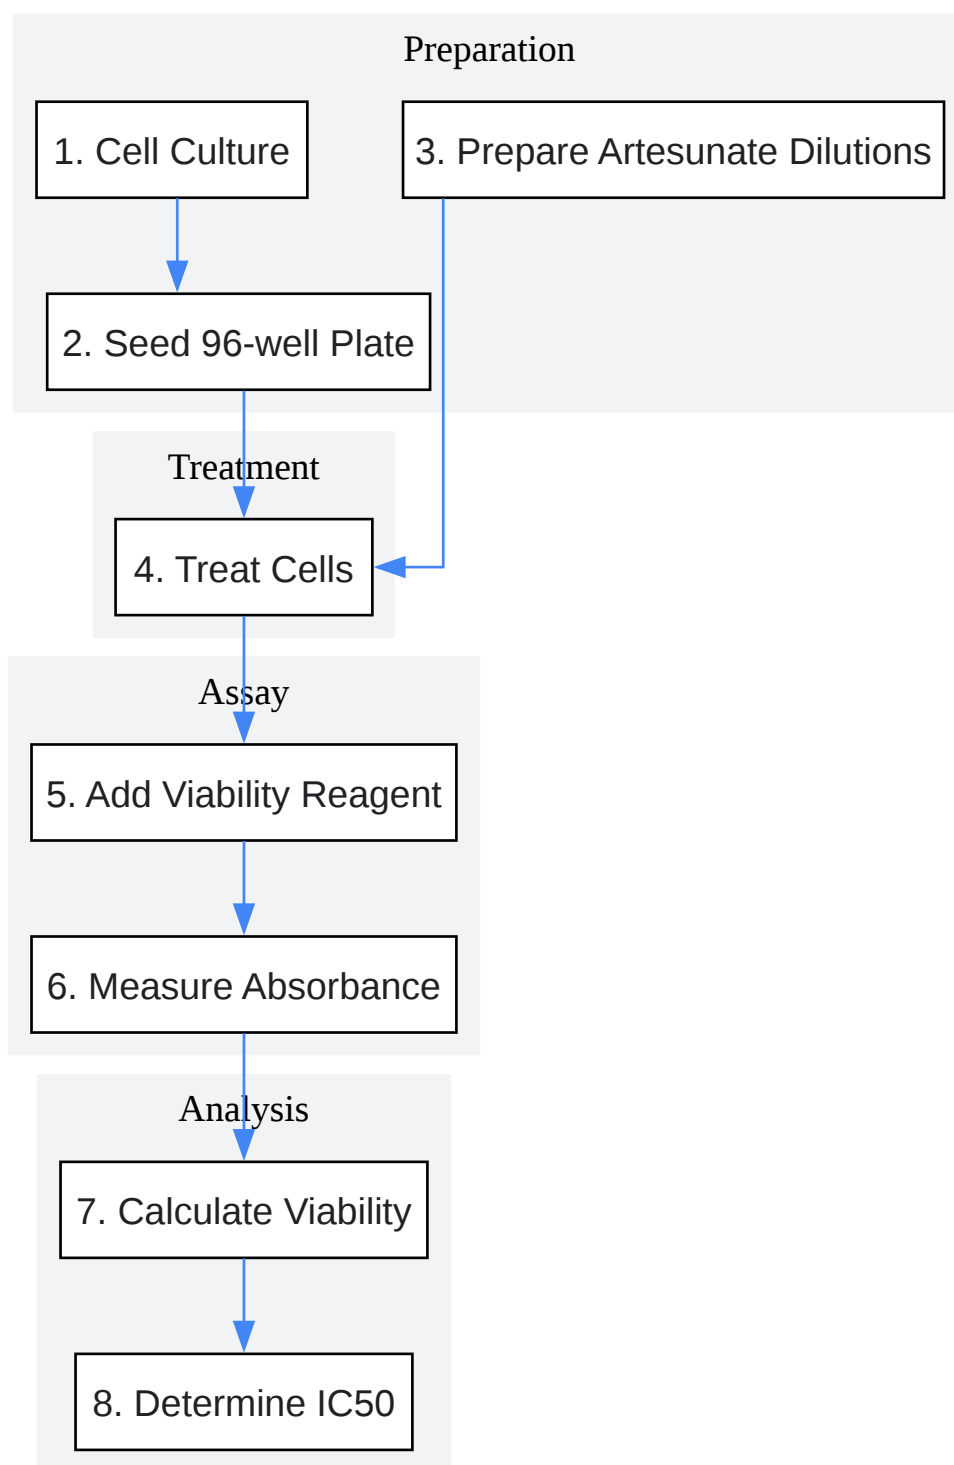 Preparation
1. Cell Culture
3. Prepare Artesunate Dilutions
2. Seed 96-well Plate
Treatment
4. Treat Cells
Assay
5. Add Viability Reagent
6. Measure Absorbance
Analysis
7. Calculate Viability
8. Determine IC50